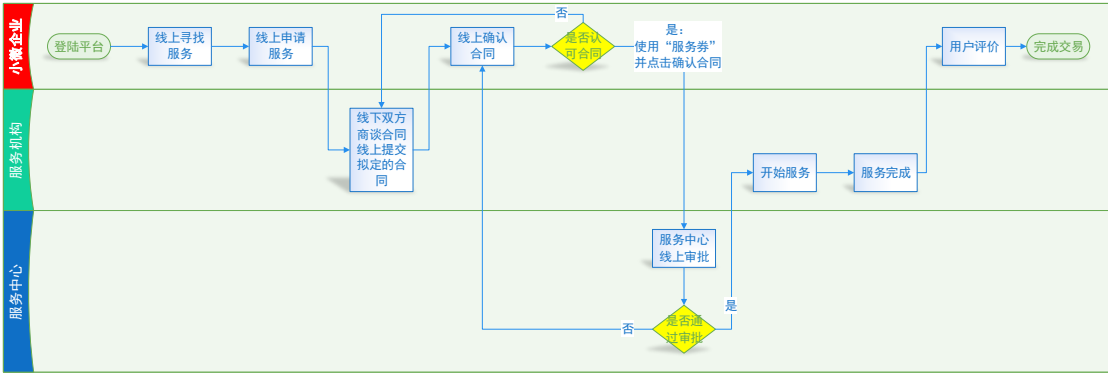 小微企业
登陆平台
线上寻找
服务
线上申请
服务
线上确认
合同
否
是否认
可合同
是：
使用“服务券”
并点击确认合同
用户评价
完成交易
服务机构
线下双方
商谈合同
线上提交
拟定的合
同
开始服务
服务完成
服务中心
服务中心
线上审批
是否通
过审批
否
是